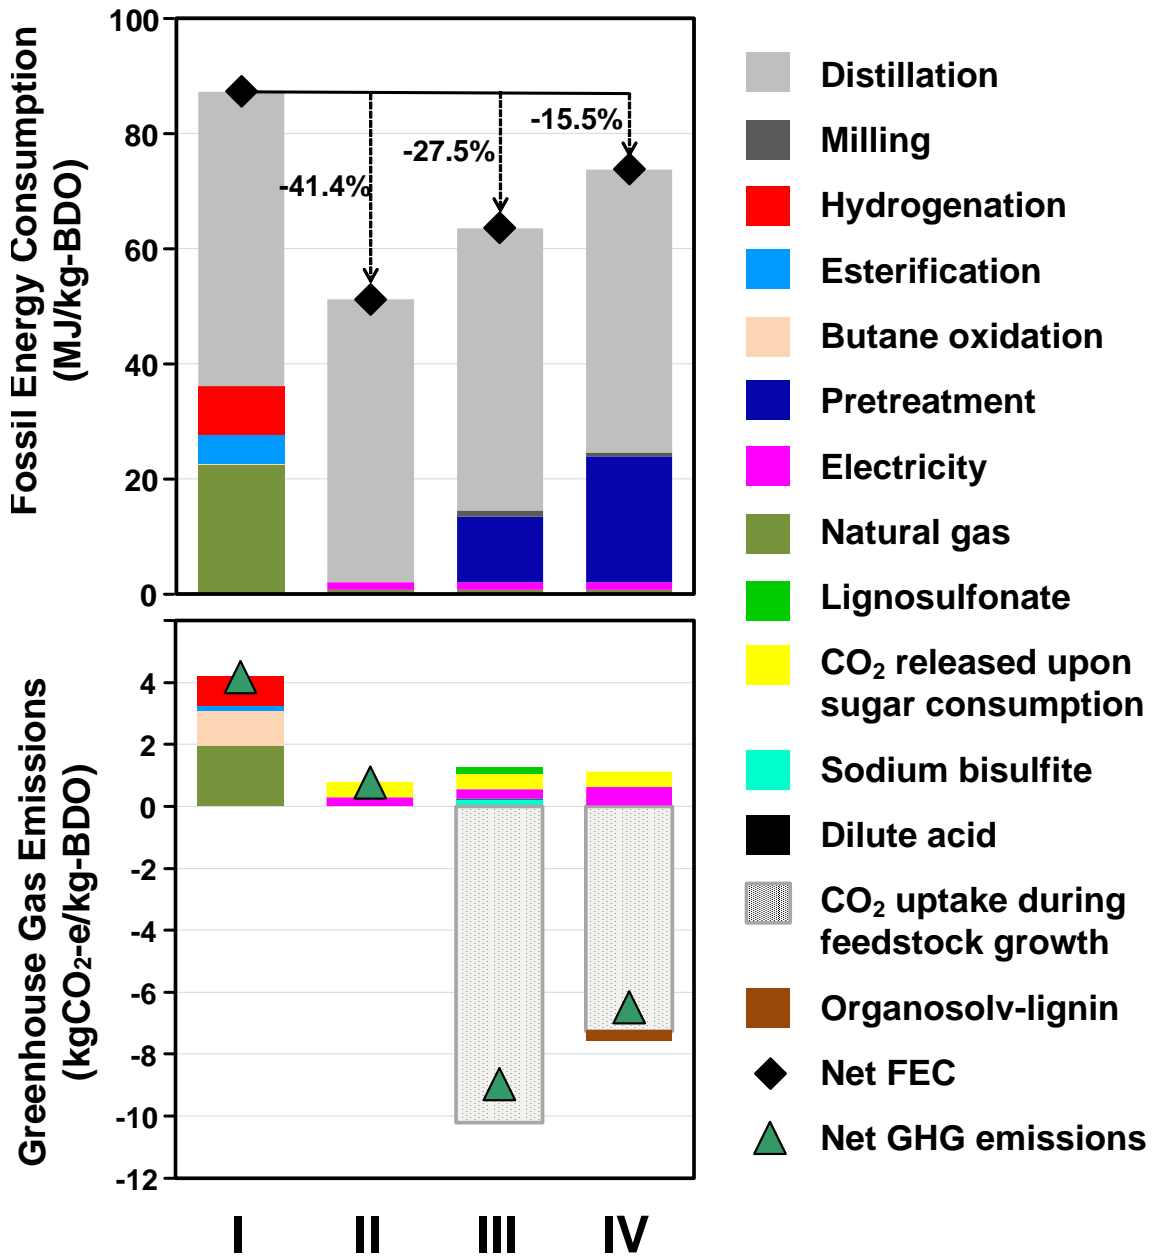 Fossil Energy Consumption
(MJ/kg-BDO)
100
80
60
40
20
0
-41.4%
-27.5%
-15.5%
Greenhouse Gas Emissions
(kgCO₂-e/kg-BDO)
4
2
0
-2
-4
-6
-8
-10
-12
I II III IV
Distillation
Milling
Hydrogenation
Esterification
Butane oxidation
Pretreatment
Electricity
Natural gas
Lignosulfonate
CO₂ released upon
sugar consumption
Sodium bisulfite
Dilute acid
CO₂ uptake during
feedstock growth
Organosolv-lignin
Net FEC
Net GHG emissions